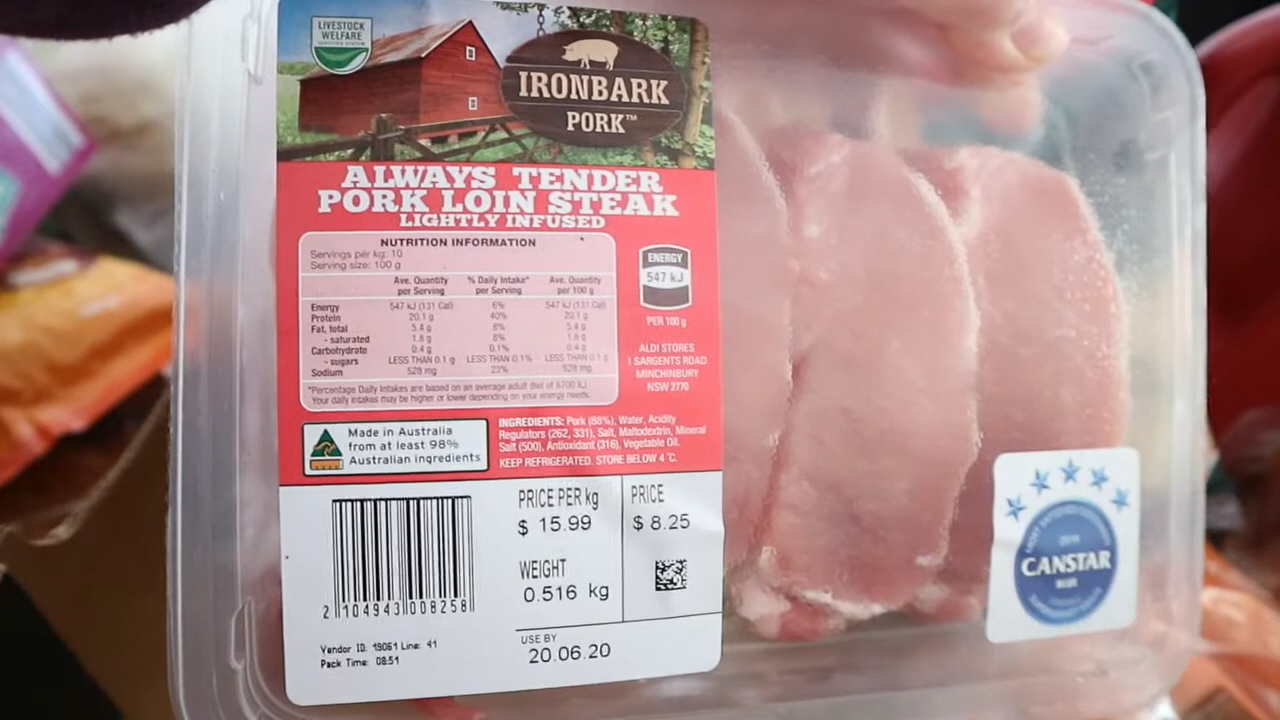 LIVESTOCK
WELFARE
CERTIFIED SYSTEM
IRONBARK
PORK™
ALWAYS TENDER
PORK LOIN STEAK
LIGHTLY INFUSED
NUTRITION INFORMATION
Servings per kg: 10
Serving size: 100 g
Ave. Quantity per Serving % Daily Intake* per Serving Ave. Quantity per 100 g
Energy 547 kJ (131 Cal) 6% 547 kJ (131 Cal)
Protein 20.1 g 40% 20.1 g
Fat, total 5.4 g 8% 5.4 g
- saturated 1.8 g 8% 1.8 g
Carbohydrate 0.4 g 0.1% 0.4 g
- sugars LESS THAN 0.1 g LESS THAN 0.1% LESS THAN 0.1 g
Sodium 528 mg 23% 528 mg
*Percentage Daily Intakes are based on an average adult diet of 8700 kJ.
Your daily intakes may be higher or lower depending on your energy needs.
ENERGY
547 kJ
PER 100 g
ALDI STORES
1 SARGENTS ROAD
MINCHINBURY
NSW 2770
Made in Australia
from at least 98%
Australian ingredients
INGREDIENTS: Pork (88%), Water, Acidity
Regulators (262, 331), Salt, Maltodextrin, Mineral
Salt (500), Antioxidant (316), Vegetable Oil.
KEEP REFRIGERATED. STORE BELOW 4 °C.
PRICE PER kg
$ 15.99
PRICE
$ 8.25
WEIGHT
0.516 kg
2 104943 008258
USE BY
20.06.20
Vendor ID: 19061 Line: 41
Pack Time: 08:51
CANSTAR
BLUE